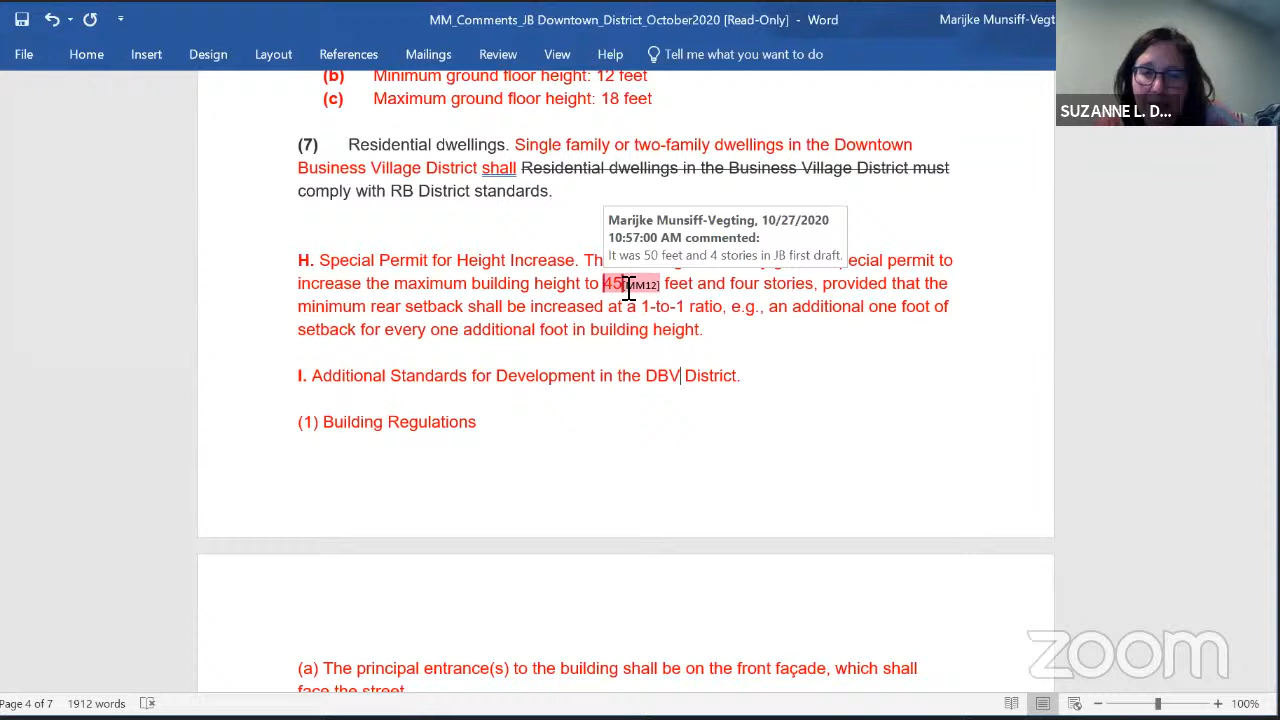 MM_Comments_JB Downtown_District_October2020 [Read-Only] - Word
Marijke Munsiff-Vegt
File Home Insert Design Layout References Mailings Review View Help Tell me what you want to do
SUZANNE L. D...
(b) Minimum ground floor height: 12 feet
(c) Maximum ground floor height: 18 feet
(7) Residential dwellings. Single family or two-family dwellings in the Downtown
Business Village District shall Residential dwellings in the Business Village District must
comply with RB District standards.
Marijke Munsiff-Vegting, 10/27/2020
10:57:00 AM commented:
It was 50 feet and 4 stories in JB first draft.
H. Special Permit for Height Increase. Th ecial permit to
increase the maximum building height to 45[MM12] feet and four stories, provided that the
minimum rear setback shall be increased at a 1-to-1 ratio, e.g., an additional one foot of
setback for every one additional foot in building height.
I. Additional Standards for Development in the DBV District.
(1) Building Regulations
(a) The principal entrance(s) to the building shall be on the front façade, which shall
face the street.
zoom
Page 4 of 7 1912 words
100%